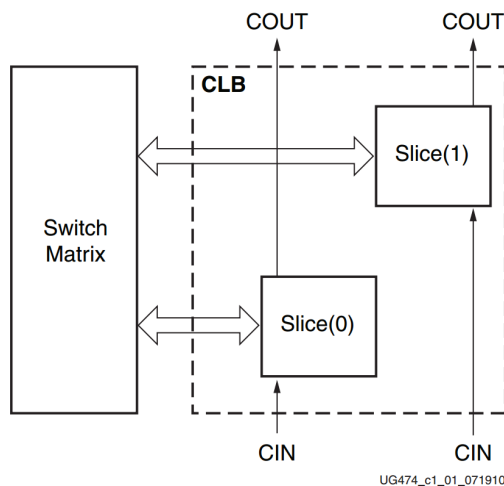 COUT
COUT
CLB
Slice(1)
Switch
Matrix
Slice(0)
CIN
CIN
UG474_c1_01_071910